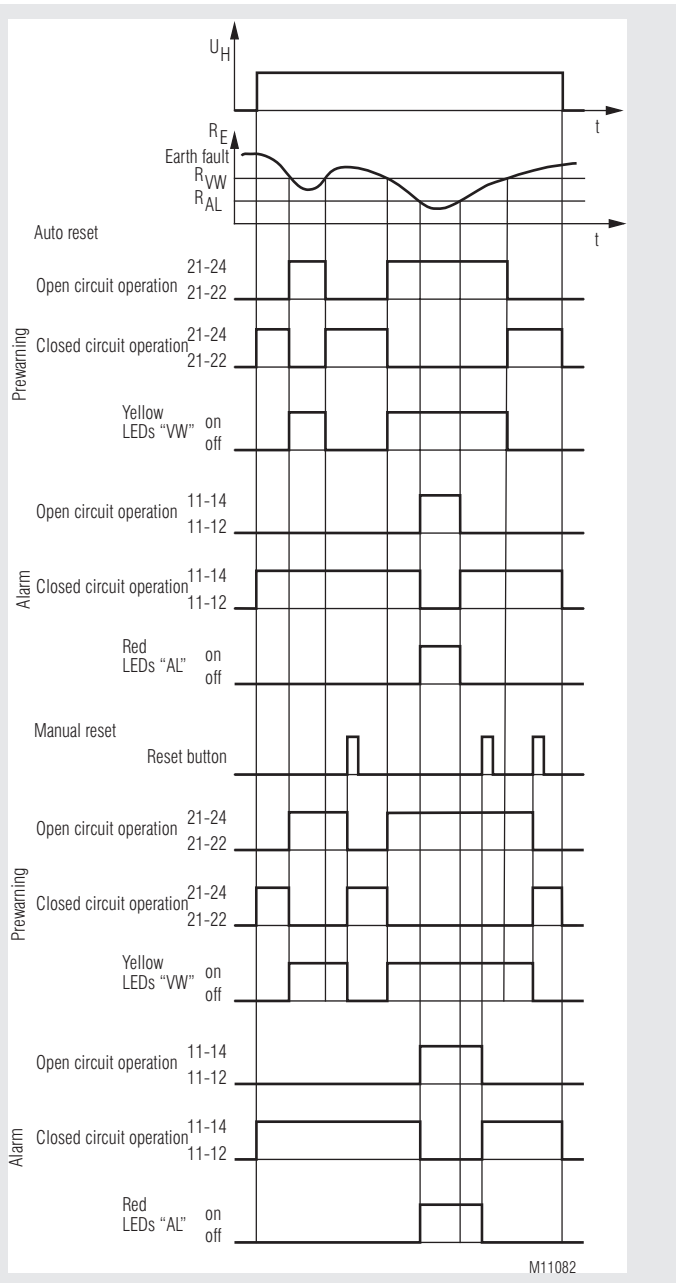 UH
t
RE
Earth fault
RVW
RAL
t
Auto reset
Prewarning
Open circuit operation 21-24
21-22
Closed circuit operation 21-24
21-22
Yellow
LEDs “VW” on
off
Alarm
Open circuit operation 11-14
11-12
Closed circuit operation 11-14
11-12
Red
LEDs “AL” on
off
Manual reset
Reset button
Prewarning
Open circuit operation 21-24
21-22
Closed circuit operation 21-24
21-22
Yellow
LEDs “VW” on
off
Alarm
Open circuit operation 11-14
11-12
Closed circuit operation 11-14
11-12
Red
LEDs “AL” on
off
M11082